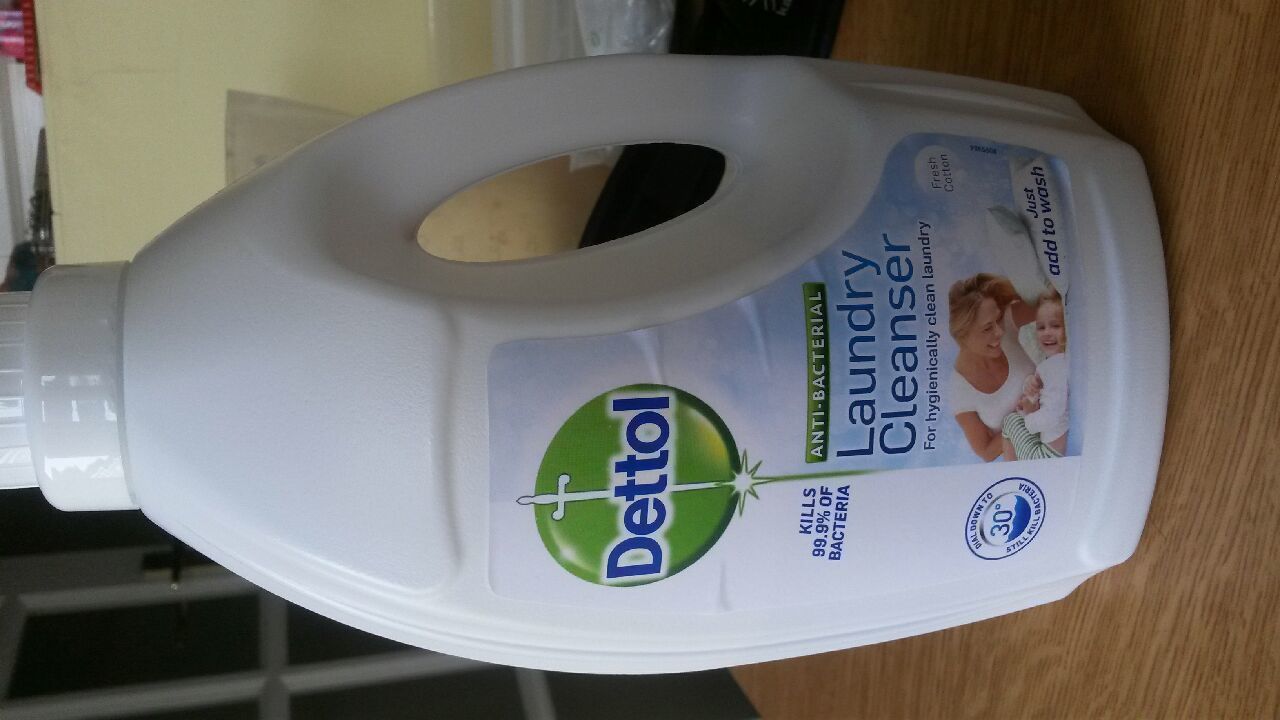 Dettol
KILLS
99.9% OF
BACTERIA
ANTI-BACTERIAL
Laundry
Cleanser
For hygienically clean laundry
DIAL DOWN TO
30°
STILL KILL BACTERIA
Fresh
Cotton
Just
add to wash